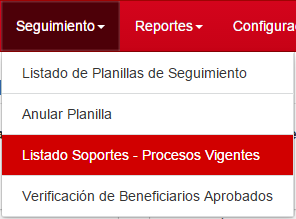 Seguimiento Reportes
Listado de Planillas de Seguimiento
Anular Planilla
Listado Soportes - Procesos Vigentes
Verificación de Beneficiarios Aprobados